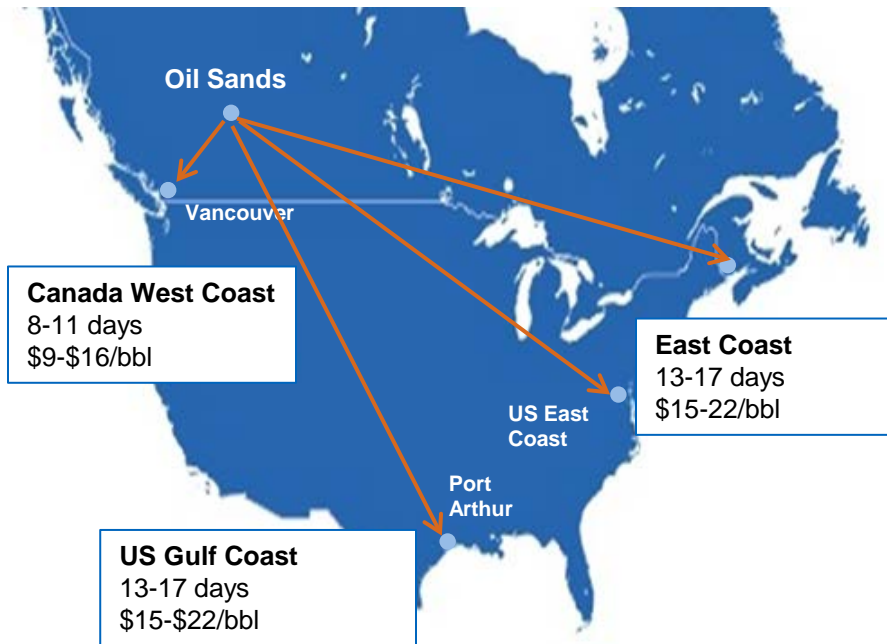 Oil Sands
Vancouver
Canada West Coast
8-11 days
$9-$16/bbl
East Coast
13-17 days
$15-22/bbl
US East
Coast
Port
Arthur
US Gulf Coast
13-17 days
$15-$22/bbl